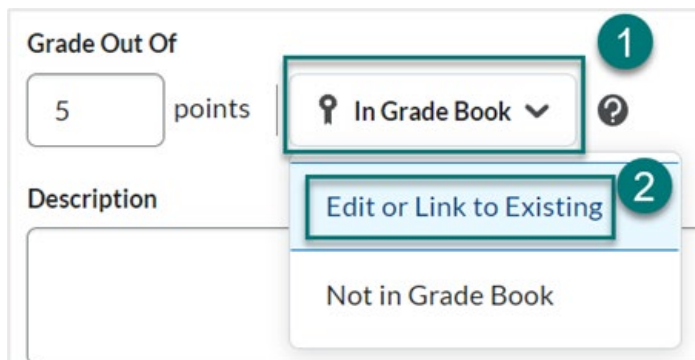 Grade Out Of
1
5 points In Grade Book ?
Description
Edit or Link to Existing
2
Not in Grade Book